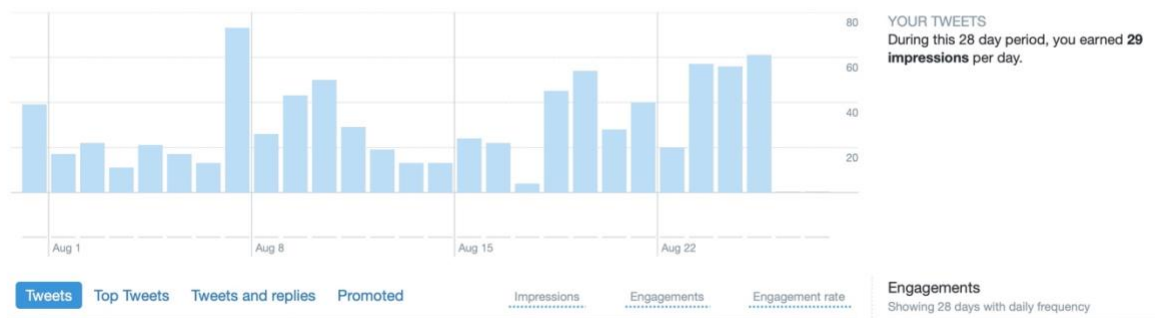 80
60
40
20
Aug 1
Aug 8
Aug 15
Aug 22
YOUR TWEETS
During this 28 day period, you earned 29
impressions per day.
Tweets
Top Tweets
Tweets and replies
Promoted
Impressions
Engagements
Engagement rate
Engagements
Showing 28 days with daily frequency